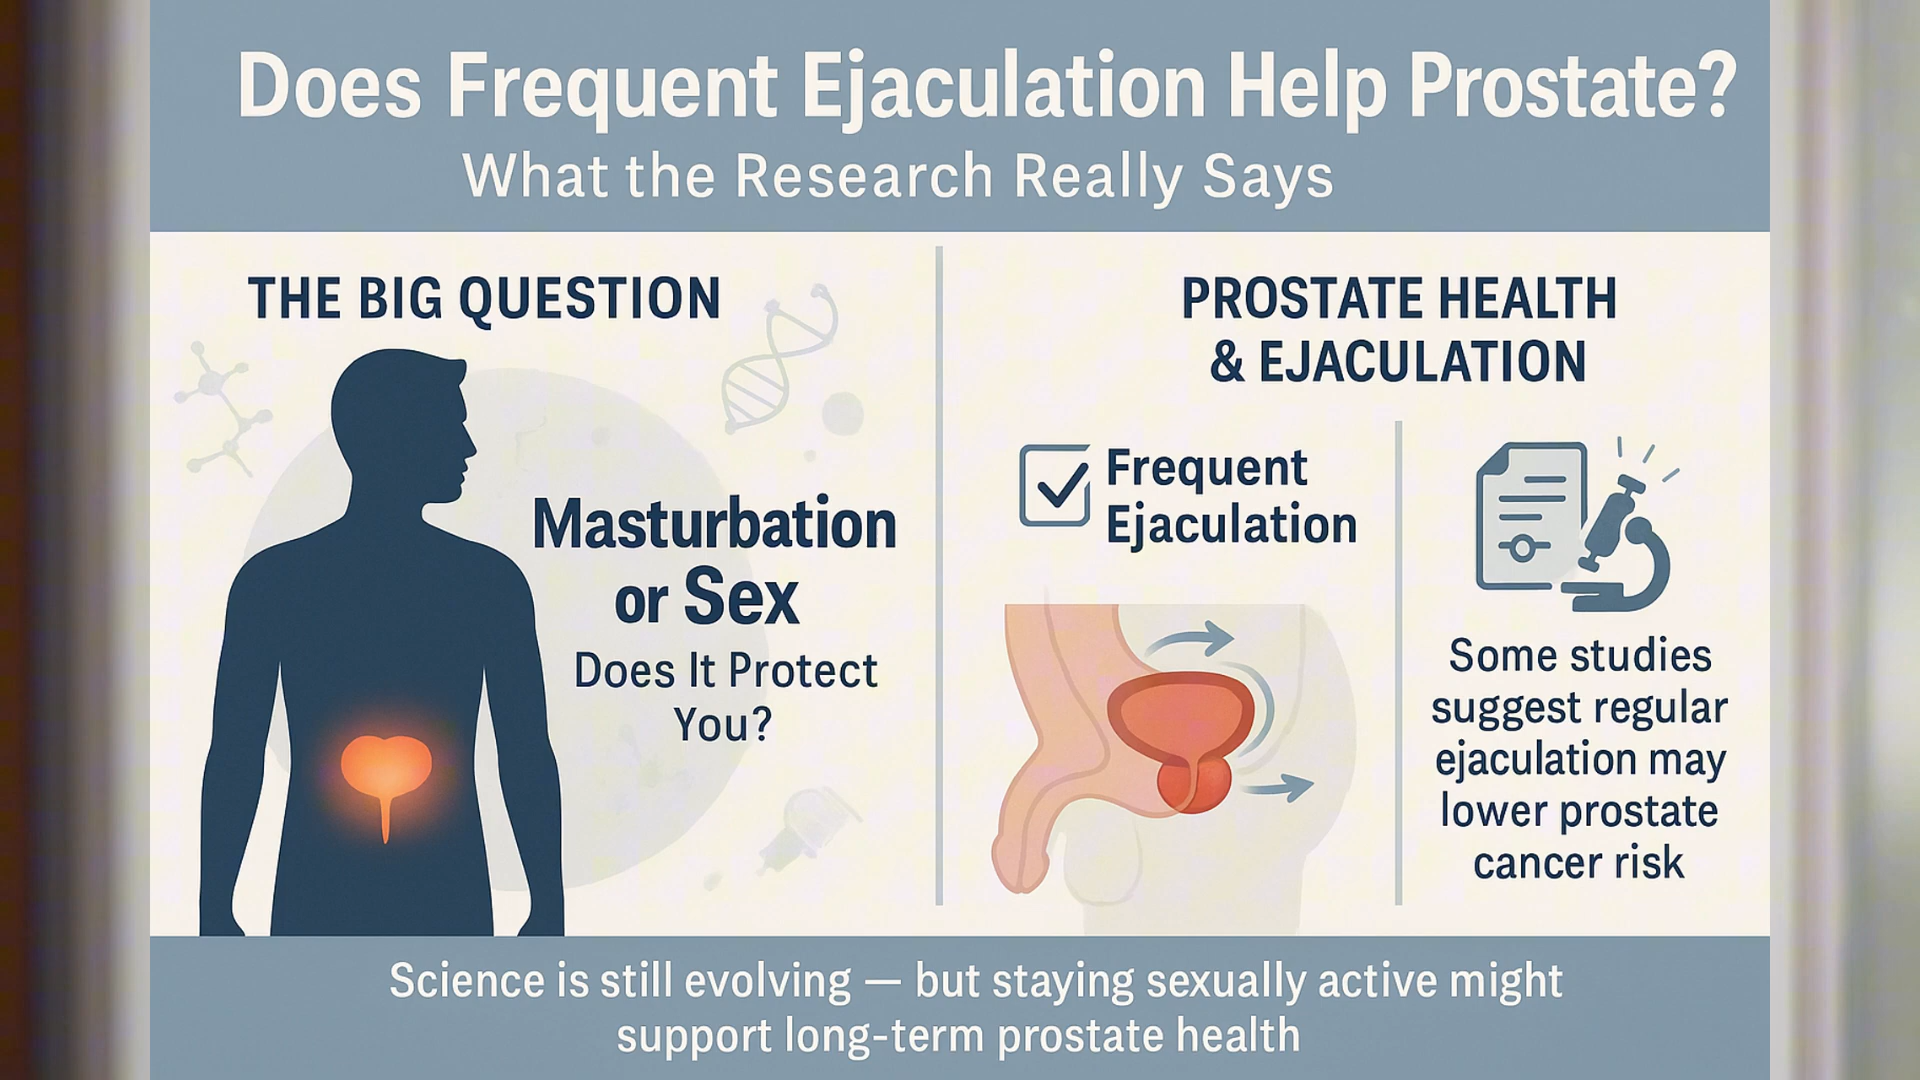 Does Frequent Ejaculation Help Prostate?
What the Research Really Says
THE BIG QUESTION
Masturbation
or Sex
Does It Protect
You?
PROSTATE HEALTH
& EJACULATION
Frequent
Ejaculation
Some studies
suggest regular
ejaculation may
lower prostate
cancer risk
Science is still evolving — but staying sexually active might
support long-term prostate health